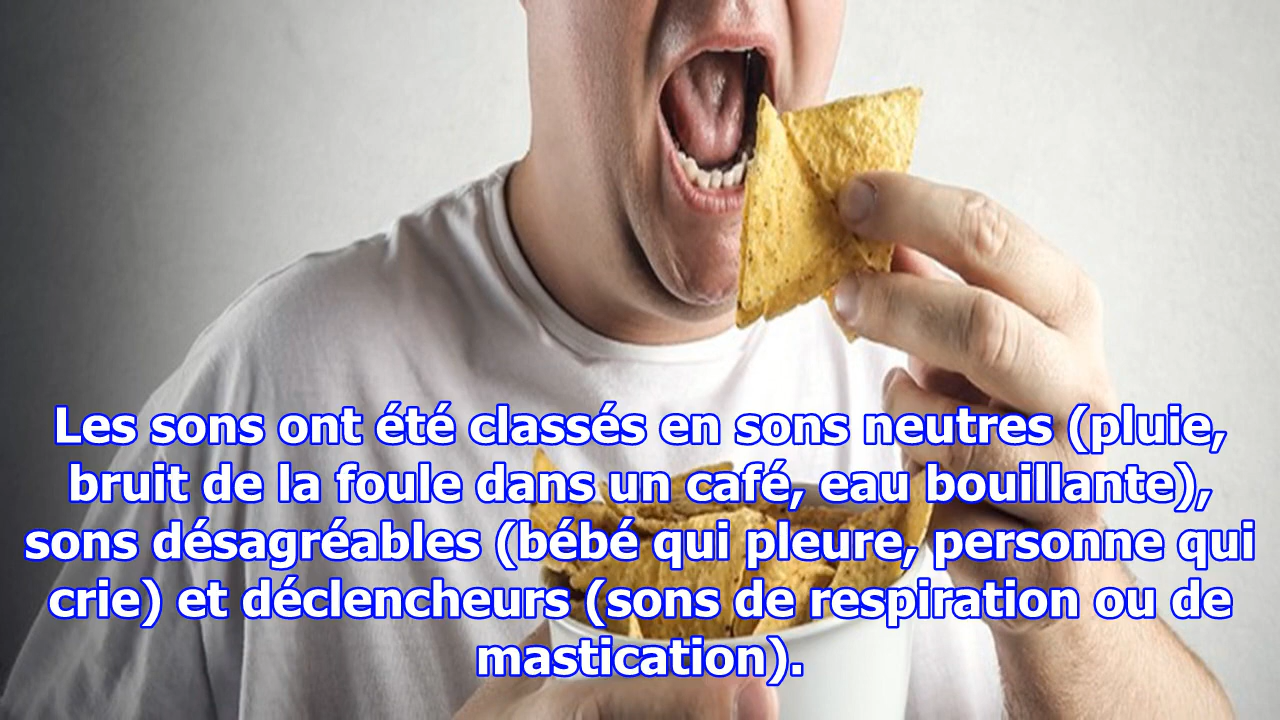 Les sons ont été classés en sons neutres (pluie,
bruit de la foule dans un café, eau bouillante),
sons désagréables (bébé qui pleure, personne qui
crie) et déclencheurs (sons de respiration ou de
mastication).